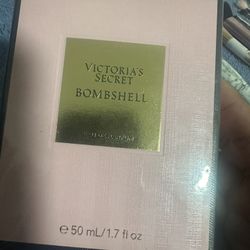 VICTORIA'S
SECRET
BOMBSHELL
℮ 50 mL/1.7 fl oz